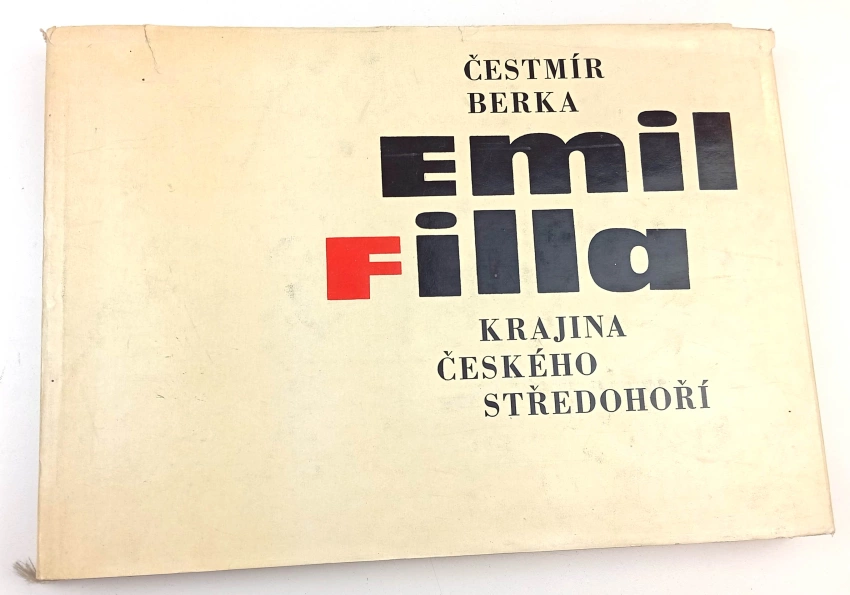 ČESTMÍR
BERKA
Emil
Filla
KRAJINA
ČESKÉHO
STŘEDOHOŘÍ